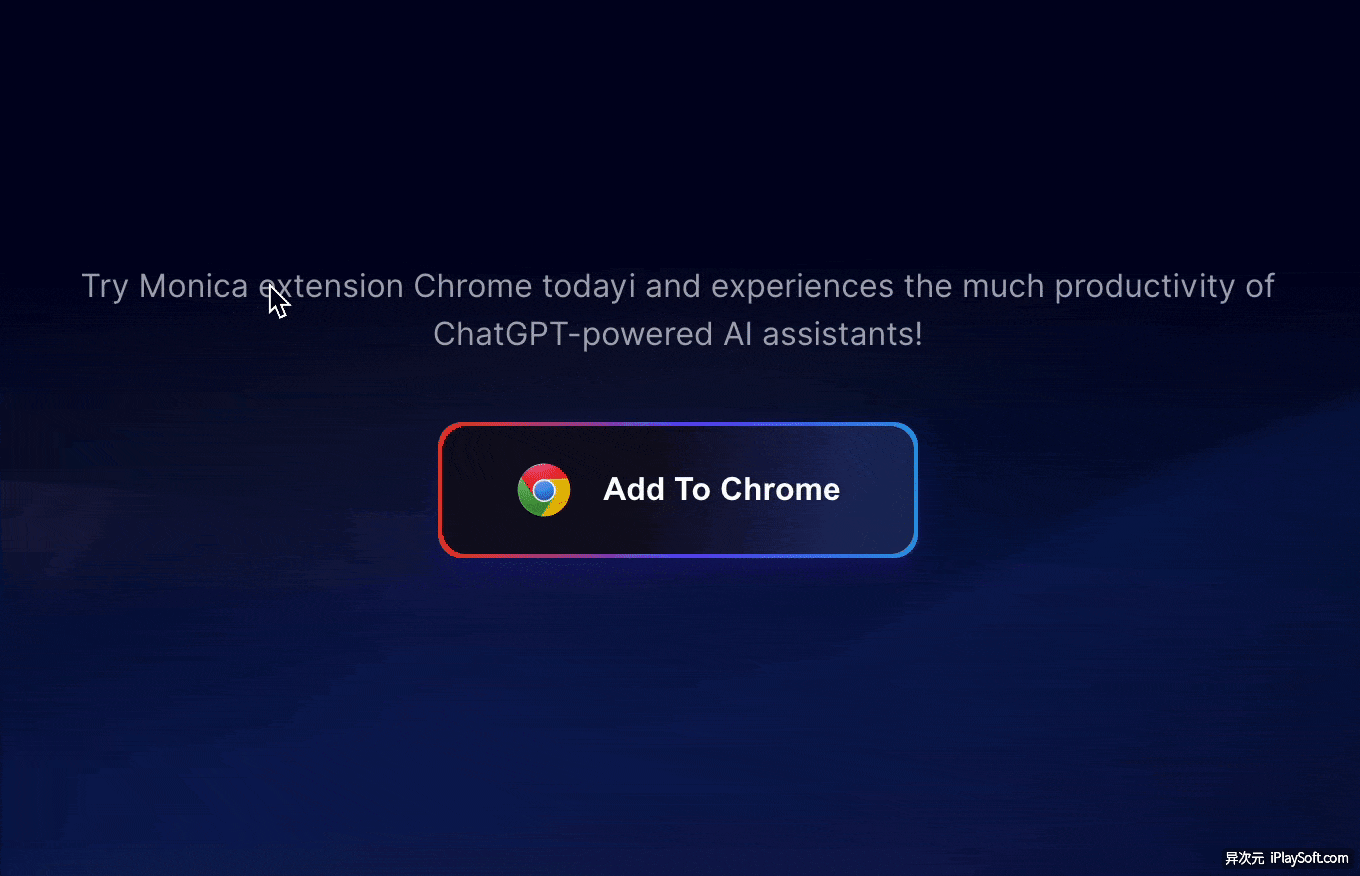 Try Monica extension Chrome todayi and experiences the much productivity of
ChatGPT-powered AI assistants!
Add To Chrome
异次元 iPlaySoft.com